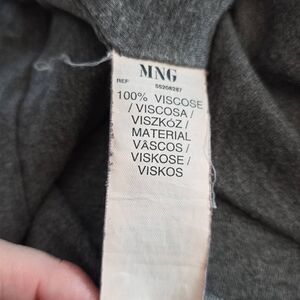 MNG
REF 55208287
100% VISCOSE
/ VISCOSA /
VISZKÓZ /
MATERIAL
VÂSCOS /
VISKOSE /
VISKOS